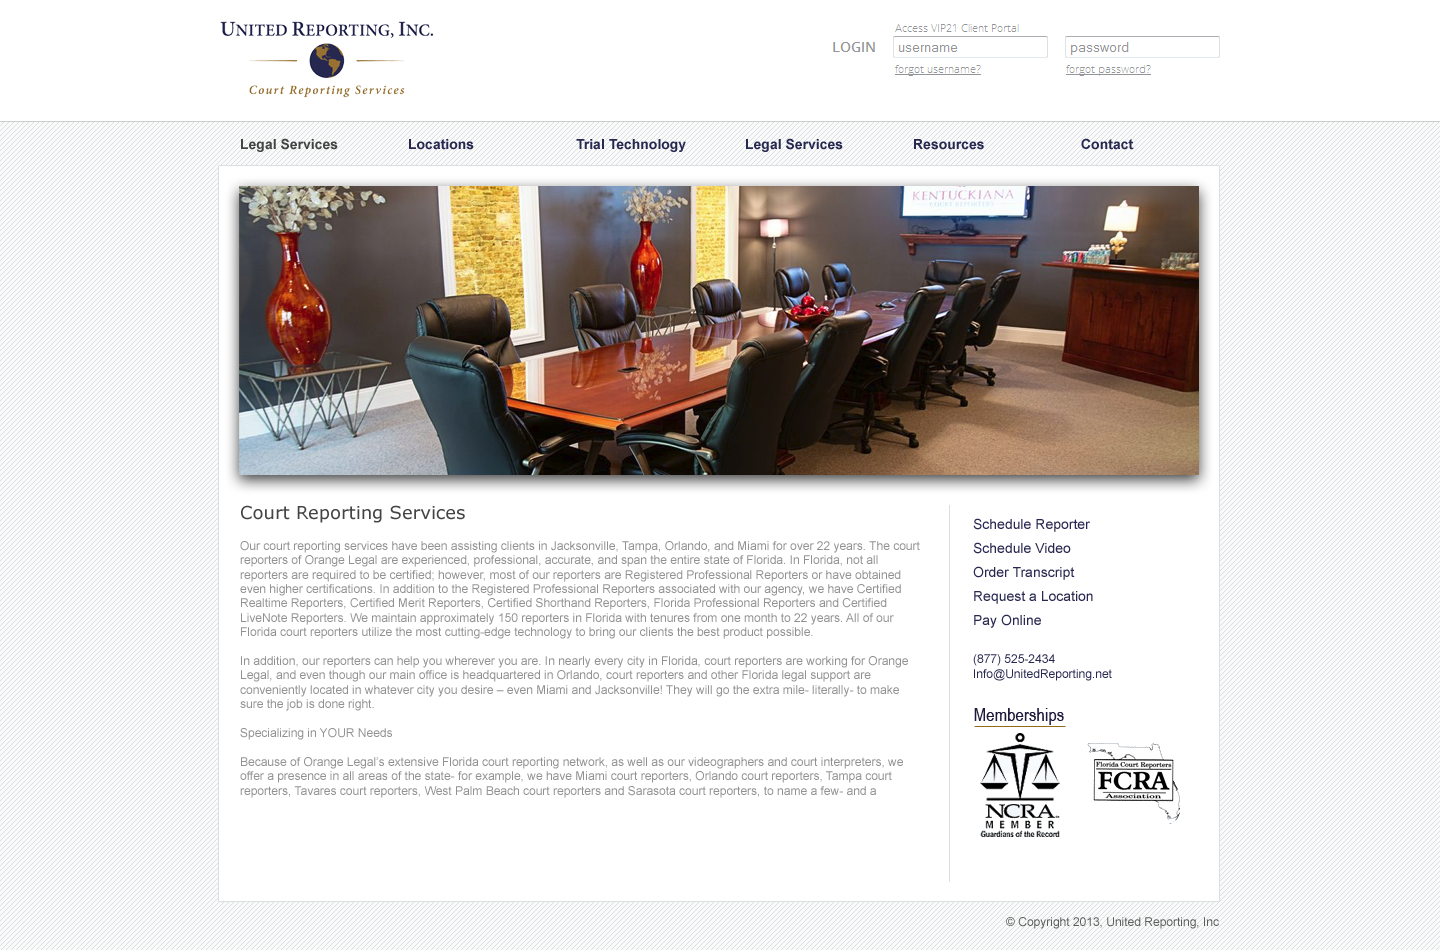 UNITED REPORTING, INC.
Court Reporting Services
Access VIP21 Client Portal
LOGIN
username
password
forgot username?
forgot password?
Legal Services
Locations
Trial Technology
Legal Services
Resources
Contact
KENTUCKIANA
COURT REPORTERS
Court Reporting Services
Our court reporting services have been assisting clients in Jacksonville, Tampa, Orlando, and Miami for over 22 years. The court
reporters of Orange Legal are experienced, professional, accurate, and span the entire state of Florida. In Florida, not all
reporters are required to be certified; however, most of our reporters are Registered Professional Reporters or have obtained
even higher certifications. In addition to the Registered Professional Reporters associated with our agency, we have Certified
Realtime Reporters, Certified Merit Reporters, Certified Shorthand Reporters, Florida Professional Reporters and Certified
LiveNote Reporters. We maintain approximately 150 reporters in Florida with tenures from one month to 22 years. All of our
Florida court reporters utilize the most cutting-edge technology to bring our clients the best product possible.
In addition, our reporters can help you wherever you are. In nearly every city in Florida, court reporters are working for Orange
Legal, and even though our main office is headquartered in Orlando, court reporters and other Florida legal support are
conveniently located in whatever city you desire – even Miami and Jacksonville! They will go the extra mile- literally- to make
sure the job is done right.
Specializing in YOUR Needs
Because of Orange Legal's extensive Florida court reporting network, as well as our videographers and court interpreters, we
offer a presence in all areas of the state- for example, we have Miami court reporters, Orlando court reporters, Tampa court
reporters, Tavares court reporters, West Palm Beach court reporters and Sarasota court reporters, to name a few- and a
Schedule Reporter
Schedule Video
Order Transcript
Request a Location
Pay Online
(877) 525-2434
Info@UnitedReporting.net
Memberships
NCRA
MEMBER
Guardians of the Record
Florida Court Reporters
FCRA
Association
© Copyright 2013, United Reporting, Inc